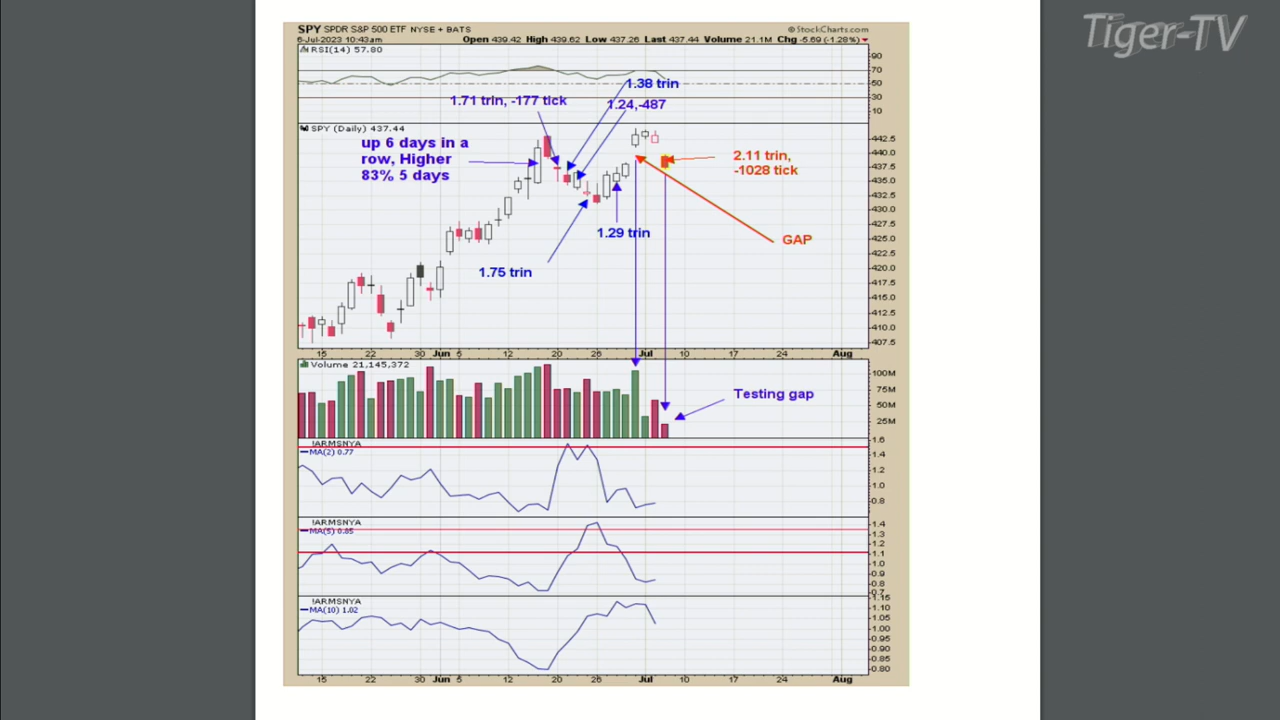 Tiger-TV
SPY SPDR S&P 500 ETF NYSE + BATS
© StockCharts.com
6-Jul-2023 10:43am
Open 439.42 High 439.62 Low 437.26 Last 437.44 Volume 21.1M Chg -5.69 (-1.28%)
RSI(14) 57.80
90
70
50
30
10
1.38 trin
1.71 trin, -177 tick
1.24,-487
SPY (Daily) 437.44
up 6 days in a
row, Higher
83% 5 days
2.11 trin,
-1028 tick
1.29 trin
GAP
1.75 trin
442.5
440.0
437.5
435.0
432.5
430.0
427.5
425.0
422.5
420.0
417.5
415.0
412.5
410.0
407.5
15 22 30 Jun 5 12 20 26 Jul 10 17 24 Aug
Volume 21,145,372
100M
75M
50M
25M
Testing gap
!ARMSNYA
MA(2) 0.77
1.6
1.4
1.2
1.0
0.8
!ARMSNYA
MA(5) 0.85
1.4
1.3
1.2
1.1
1.0
0.9
0.8
0.7
!ARMSNYA
MA(10) 1.02
1.15
1.10
1.05
1.00
0.95
0.90
0.85
0.80
15 22 30 Jun 5 12 20 26 Jul 10 17 24 Aug